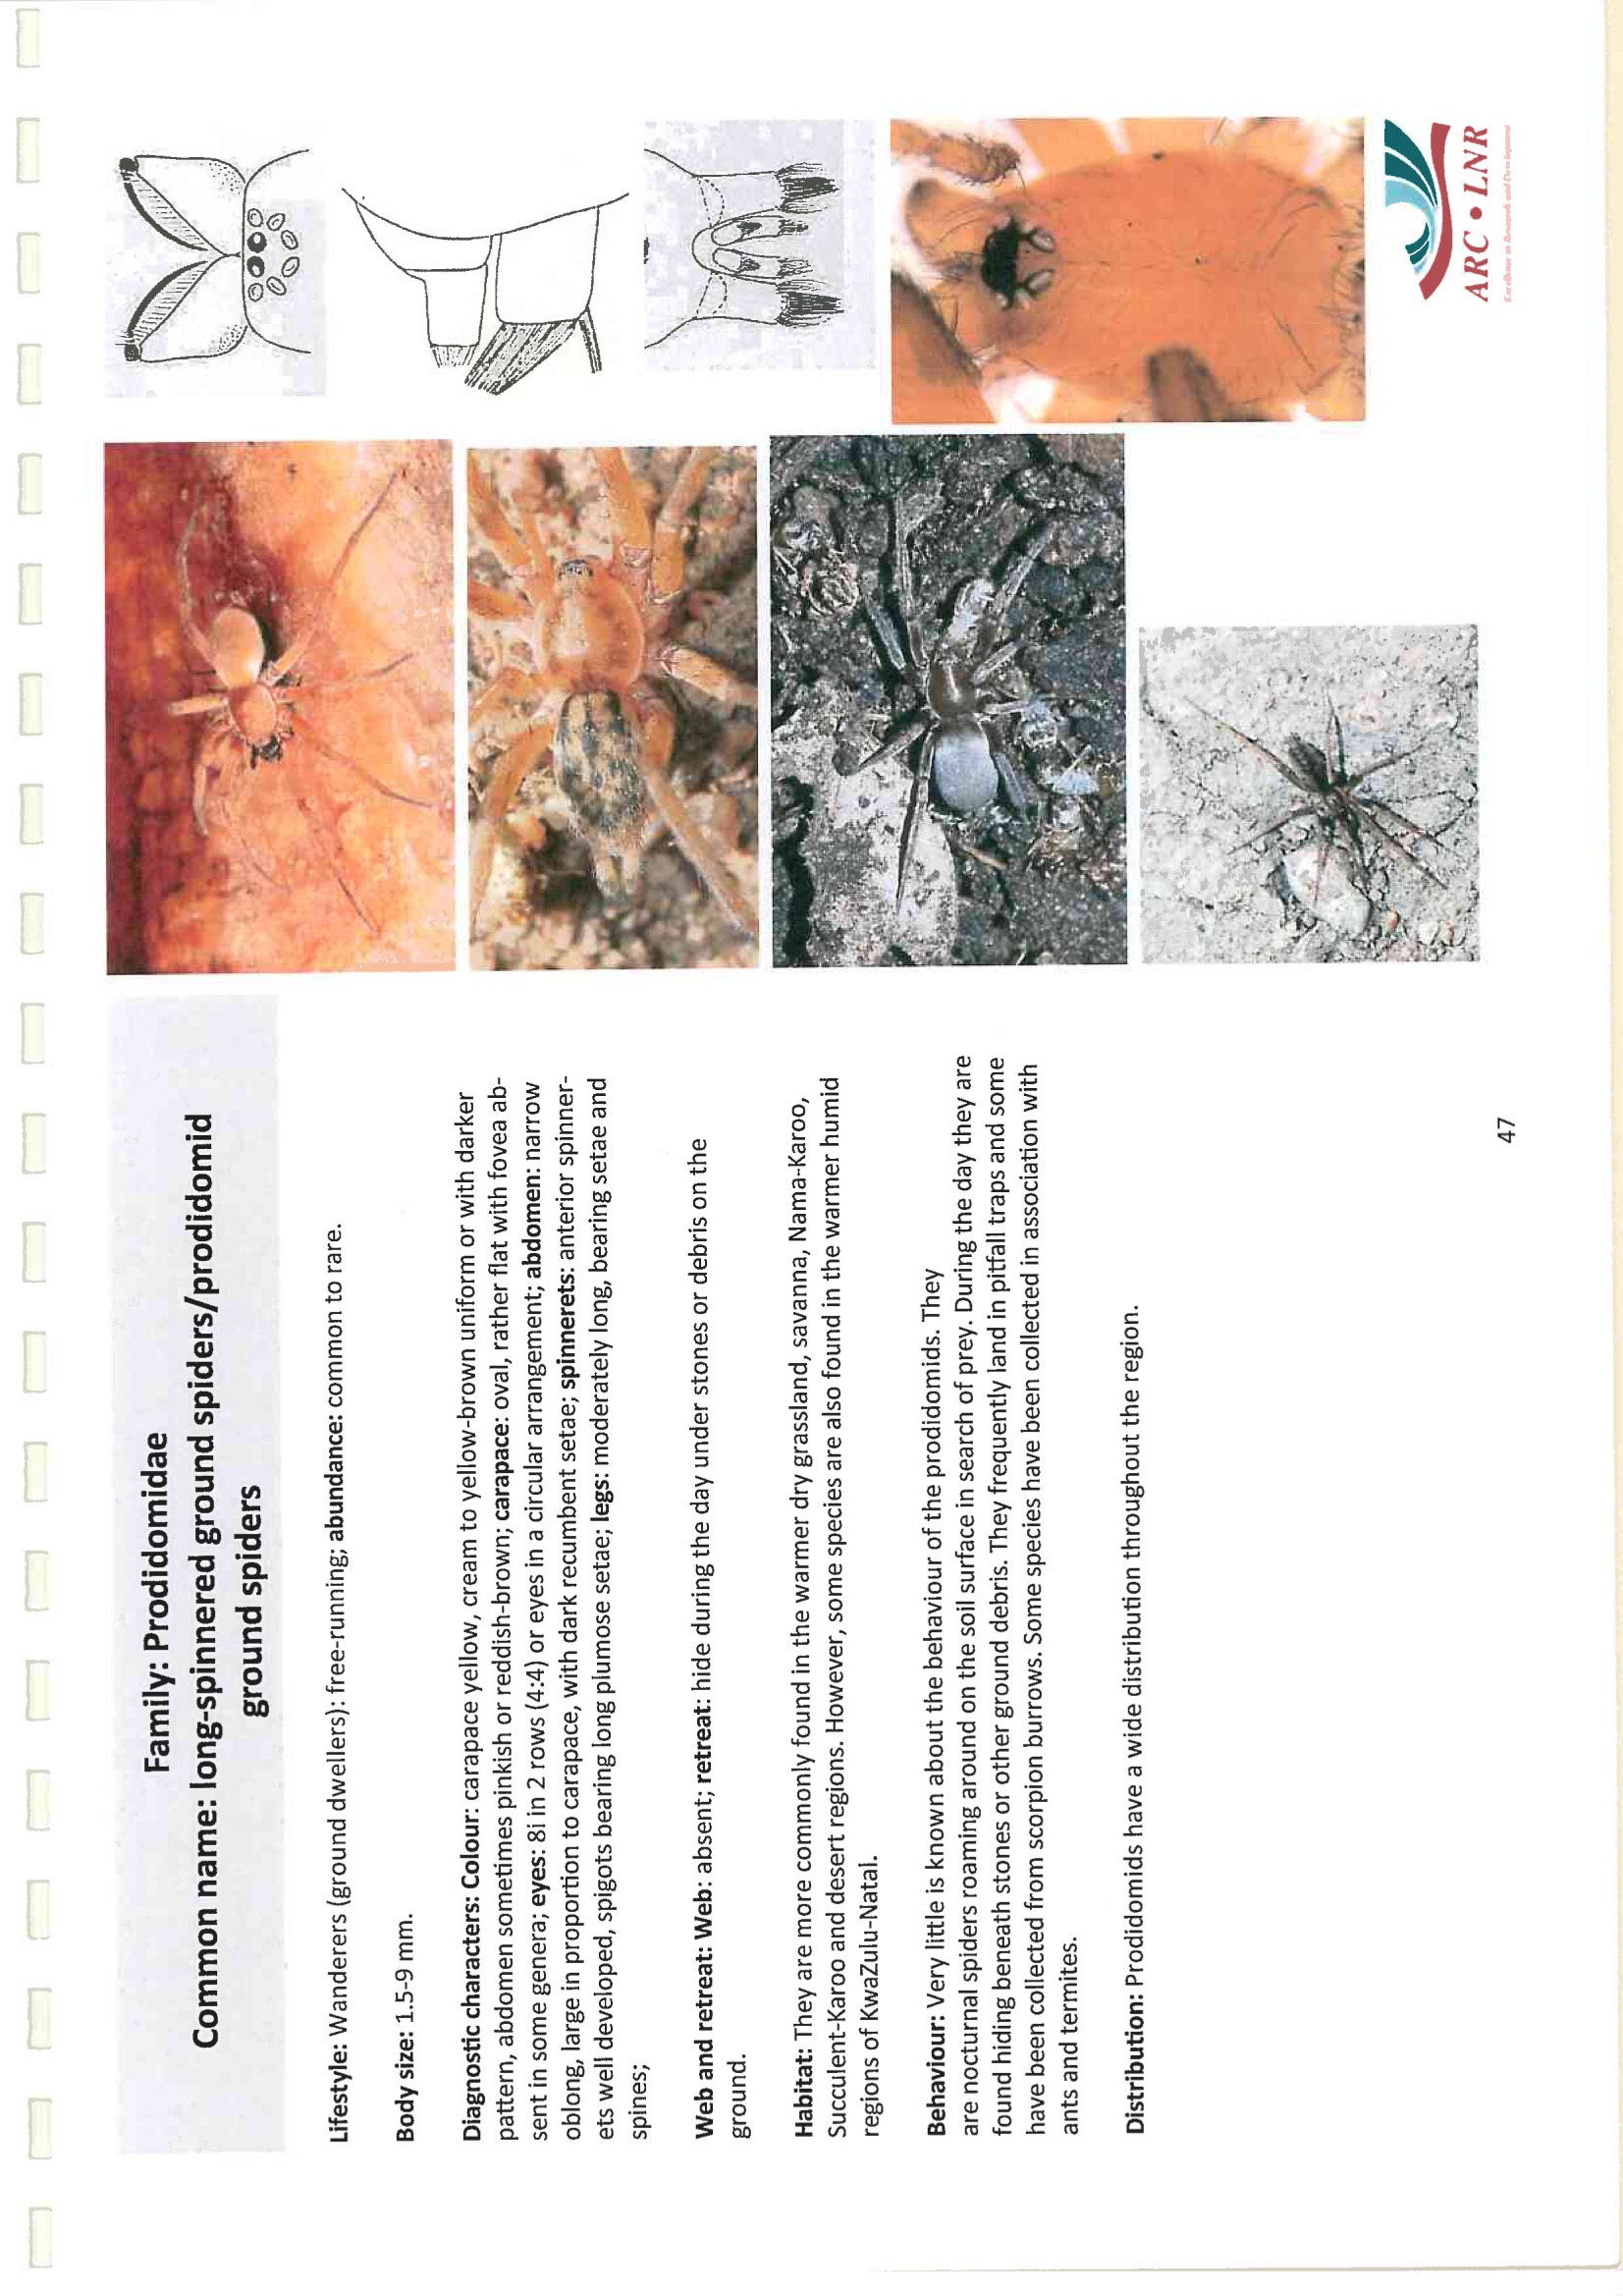 Family: Prodidomidae
Common name: long-spinnered ground spiders/prodidomid
ground spiders
Lifestyle: Wanderers (ground dwellers): free-running; abundance: common to rare.
Body size: 1.5-9 mm.
Diagnostic characters: Colour: carapace yellow, cream to yellow-brown uniform or with darker
pattern, abdomen sometimes pinkish or reddish-brown; carapace: oval, rather flat with fovea ab-
sent in some genera; eyes: 8i in 2 rows (4:4) or eyes in a circular arrangement; abdomen: narrow
oblong, large in proportion to carapace, with dark recumbent setae; spinnerets: anterior spinner-
ets well developed, spigots bearing long plumose setae; legs: moderately long, bearing setae and
spines;
Web and retreat: Web: absent; retreat: hide during the day under stones or debris on the
ground.
Habitat: They are more commonly found in the warmer dry grassland, savanna, Nama-Karoo,
Succulent-Karoo and desert regions. However, some species are also found in the warmer humid
regions of KwaZulu-Natal.
Behaviour: Very little is known about the behaviour of the prodidomids. They
are nocturnal spiders roaming around on the soil surface in search of prey. During the day they are
found hiding beneath stones or other ground debris. They frequently land in pitfall traps and some
have been collected from scorpion burrows. Some species have been collected in association with
ants and termites.
Distribution: Prodidomids have a wide distribution throughout the region.
47
ARC • LNR
Excellence in Research and Development